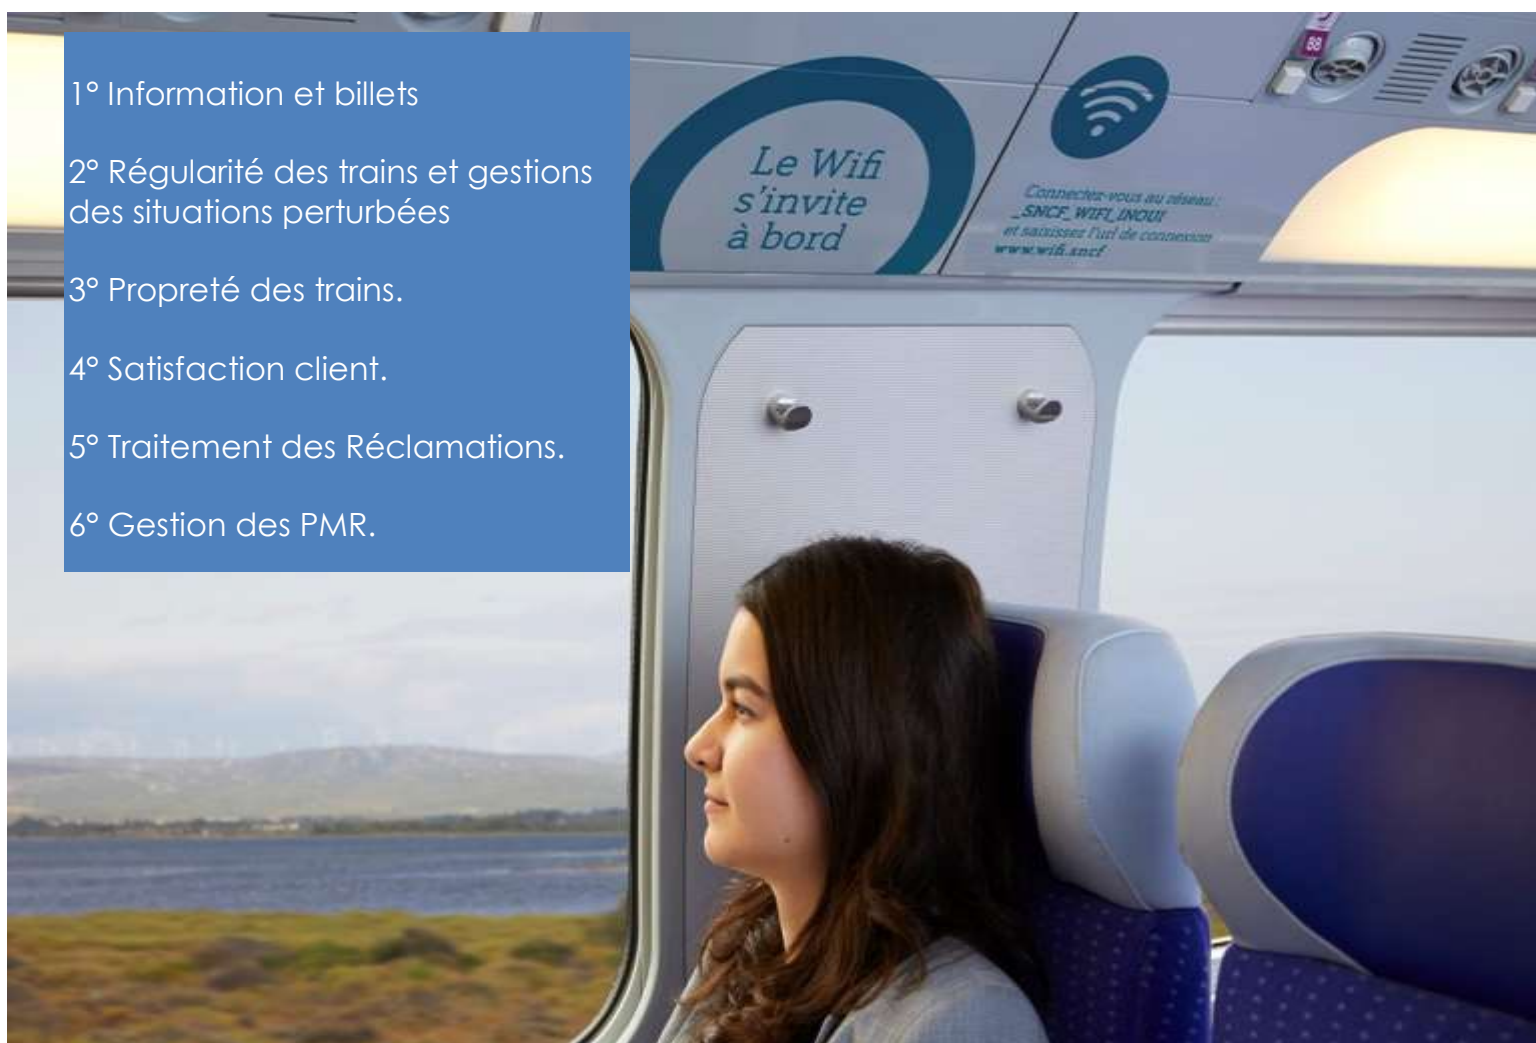 1° Information et billets
2° Régularité des trains et gestions
des situations perturbées
3° Propreté des trains.
4° Satisfaction client.
5° Traitement des Réclamations.
6° Gestion des PMR.
Le Wifi
s'invite
à bord
Connectez-vous au réseau :
_SNCF_WIFI_INOUI
et saisissez l'url de connexion
www.wifi.sncf
88